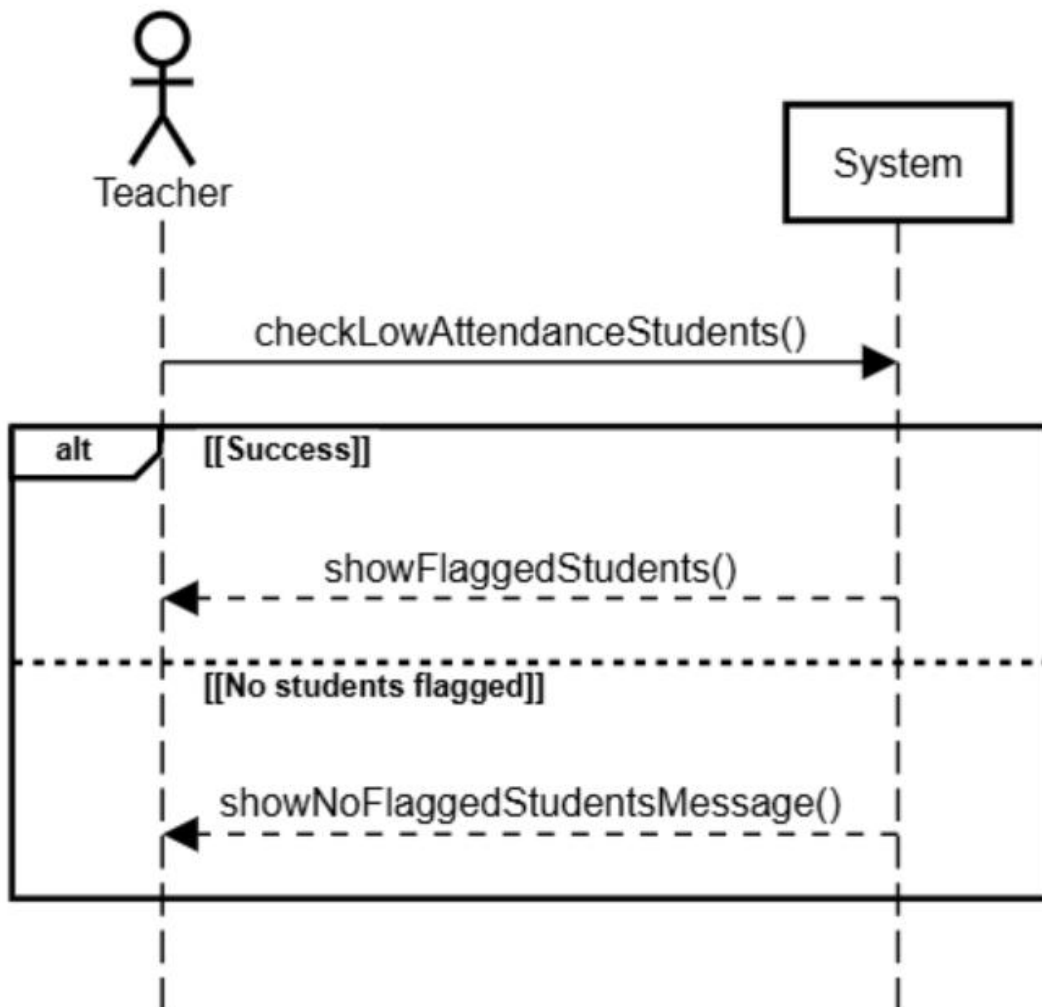 Teacher
System
checkLowAttendanceStudents()
alt
[[Success]]
showFlaggedStudents()
[[No students flagged]]
showNoFlaggedStudentsMessage()